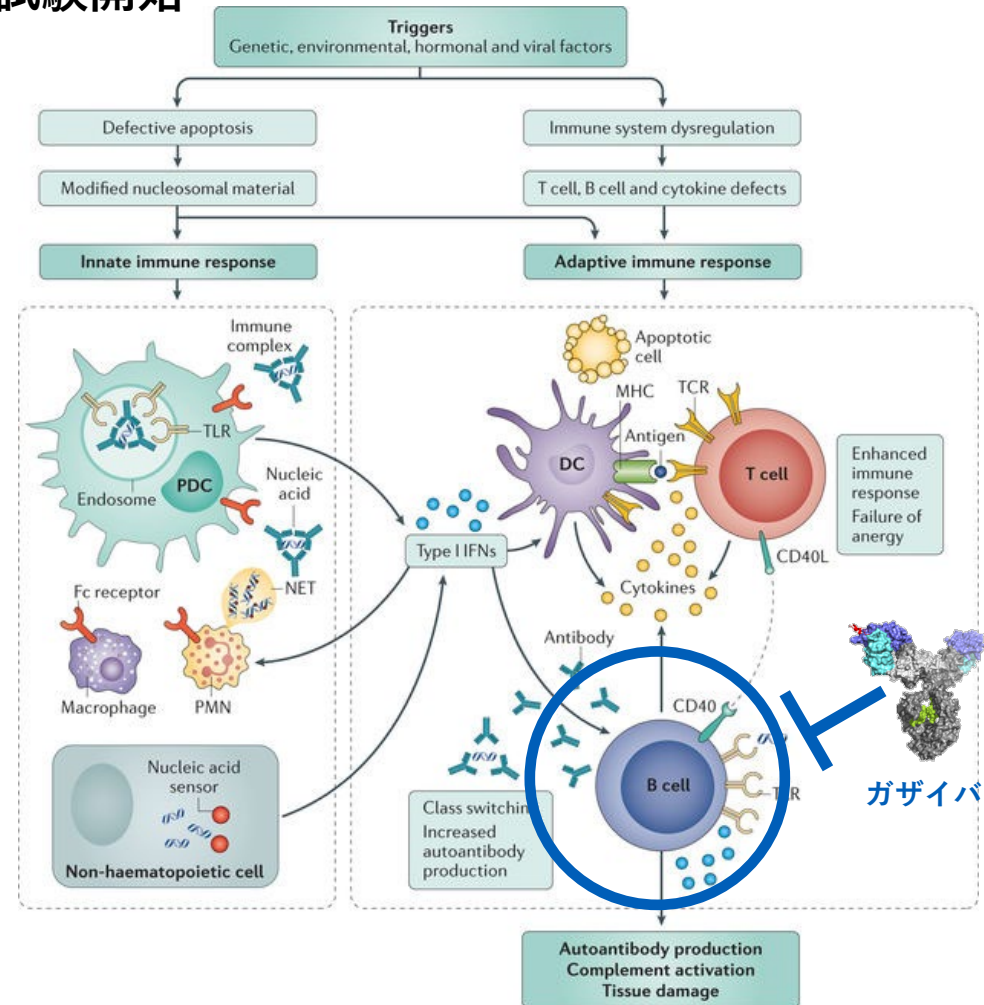 試験開始
Triggers
Genetic, environmental, hormonal and viral factors
Defective apoptosis
Immune system dysregulation
Modified nucleosomal material
T cell, B cell and cytokine defects
Innate immune response
Adaptive immune response
Immune
complex
TLR
Endosome
PDC
Nucleic
acid
NET
Fc receptor
Macrophage
PMN
Nucleic acid
sensor
Non-haematopoietic cell
Type I IFNs
Apoptotic
cell
MHC
TCR
Antigen
DC
T cell
Enhanced
immune
response
Failure of
anergy
CD40L
Cytokines
Antibody
CD40
B cell
TLR
Class switching
Increased
autoantibody
production
ガザイバ
Autoantibody production
Complement activation
Tissue damage